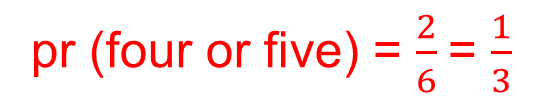 pr (four or five) = 2/6 = 1/3